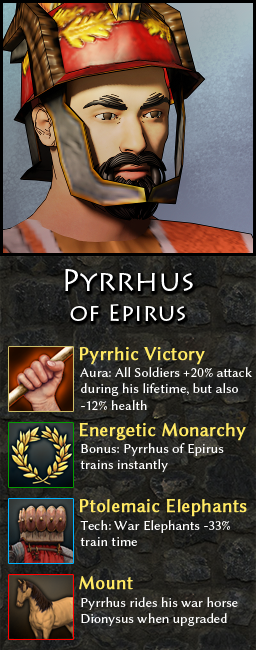 Pyrrhus
of Epirus
Pyrrhic Victory
Aura: All Soldiers +20% attack
during his lifetime, but also
-12% health
Energetic Monarchy
Bonus: Pyrrhus of Epirus
trains instantly
Ptolemaic Elephants
Tech: War Elephants -33%
train time
Mount
Pyrrhus rides his war horse
Dionysus when upgraded